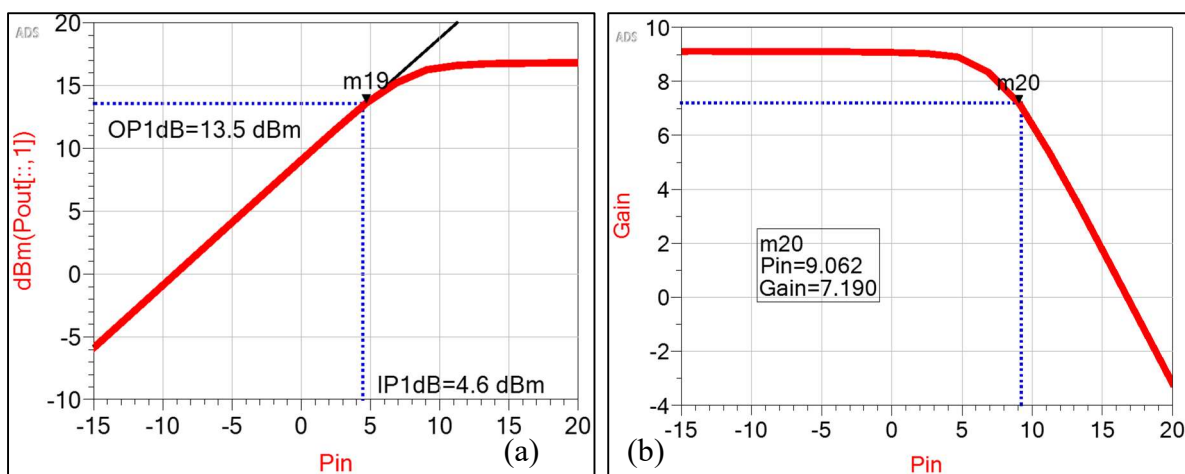 ADS
20
15
10
5
0
-5
-10
m19
OP1dB=13.5 dBm
IP1dB=4.6 dBm
dBm(Pout[::,1])
-15 -10 -5 0 5 10 15 20
Pin
(a)
ADS
10
8
6
4
2
0
-2
-4
m20
m20
Pin=9.062
Gain=7.190
Gain
-15 -10 -5 0 5 10 15 20
(b)
Pin